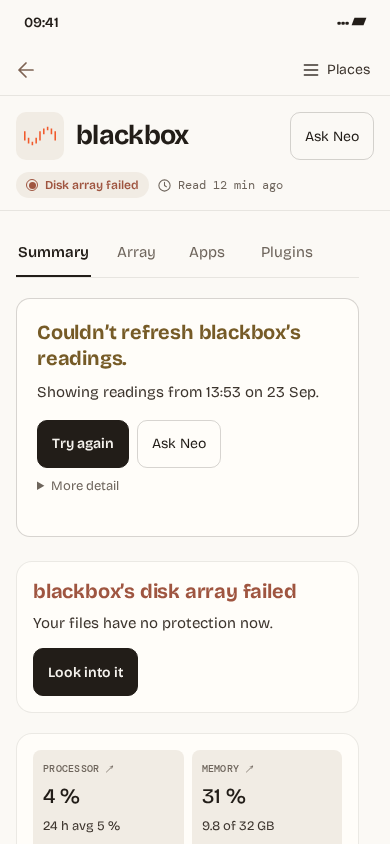 09:41
Places
blackbox
Ask Neo
Disk array failed
Read 12 min ago
Summary
Array
Apps
Plugins
Couldn’t refresh blackbox’s
readings.
Showing readings from 13:53 on 23 Sep.
Try again
Ask Neo
More detail
blackbox’s disk array failed
Your files have no protection now.
Look into it
PROCESSOR ↗
MEMORY ↗
4 %
31 %
24 h avg 5 %
9.8 of 32 GB